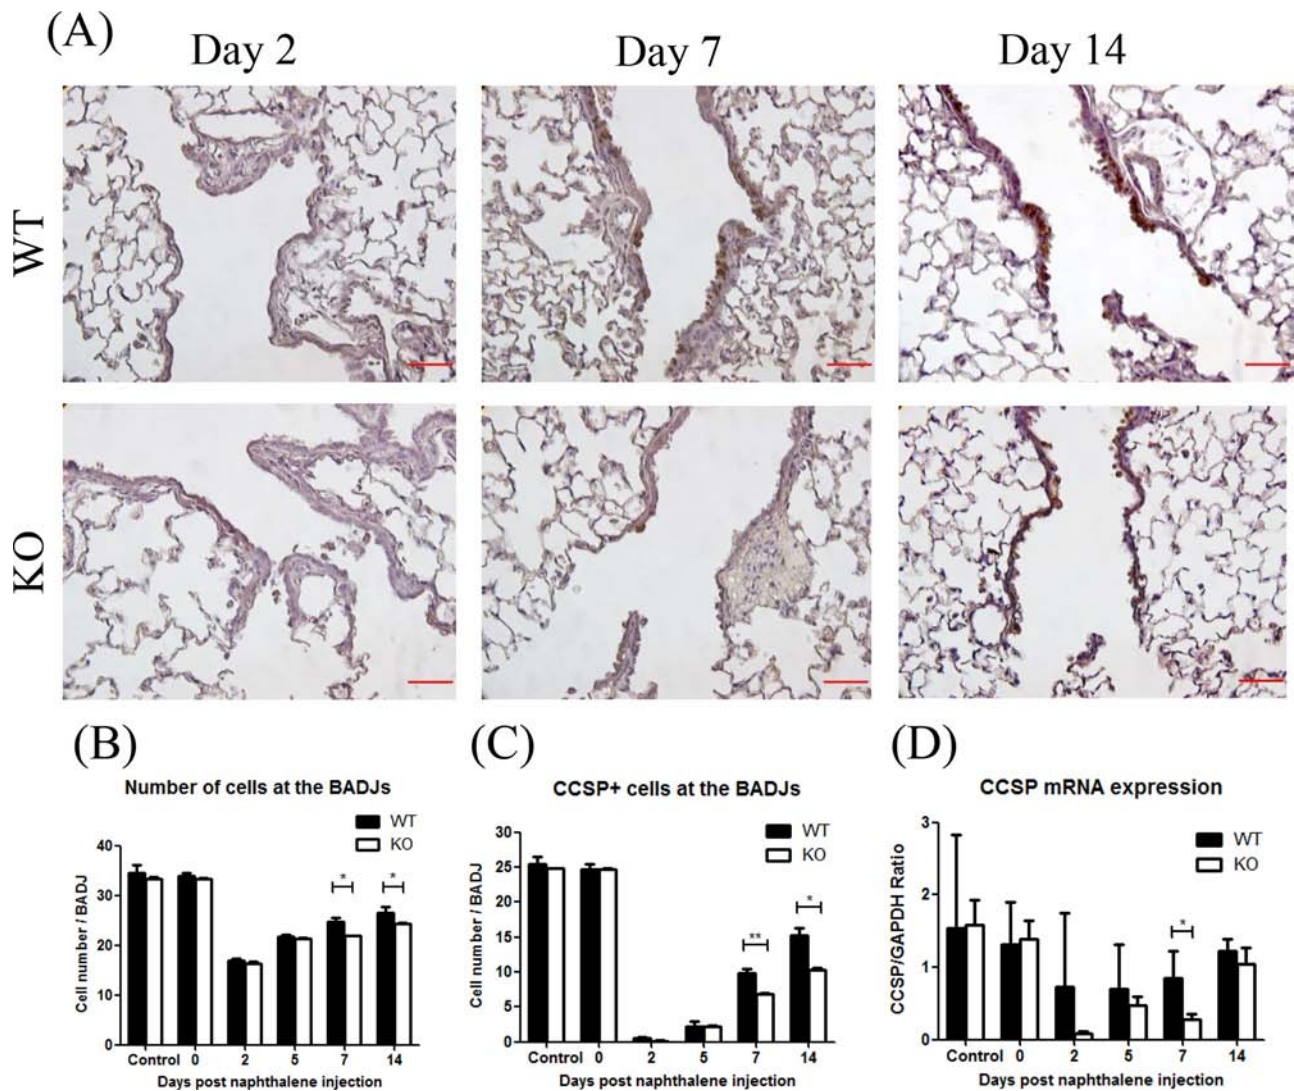 (A)
Day 2
Day 7
Day 14
WT
KO
(B)
(C)
(D)
Number of cells at the BADJs
WT
KO
Cell number / BADJ
40
30
20
10
0
*
*
Control 0 2 5 7 14
Days post naphthalene injection
CCSP+ cells at the BADJs
WT
KO
Cell number / BADJ
30
25
20
15
10
5
0
**
*
Control 0 2 5 7 14
Days post naphthalene injection
CCSP mRNA expression
WT
KO
CCSP/GAPDH Ratio
3
2
1
0
*
Control 0 2 5 7 14
Days post naphthalene injection